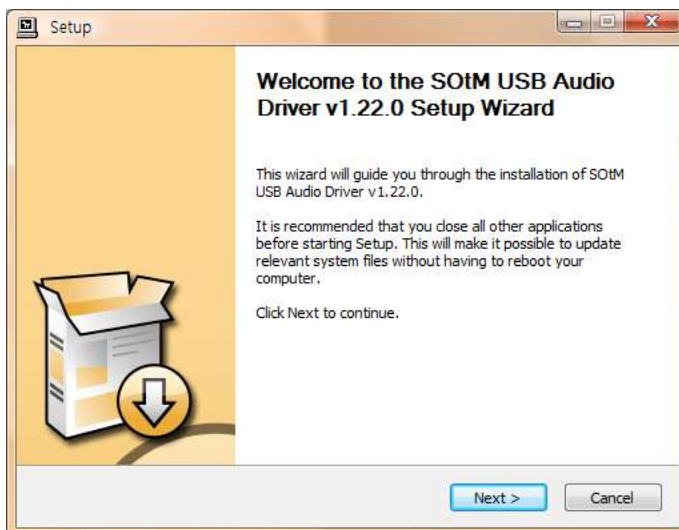 Setup
Welcome to the SOtM USB Audio
Driver v1.22.0 Setup Wizard
This wizard will guide you through the installation of SOtM
USB Audio Driver v1.22.0.
It is recommended that you close all other applications
before starting Setup. This will make it possible to update
relevant system files without having to reboot your
computer.
Click Next to continue.
Next >
Cancel